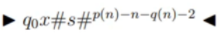 ► q₀x#s#^{p(n)−n−q(n)−2} ◄